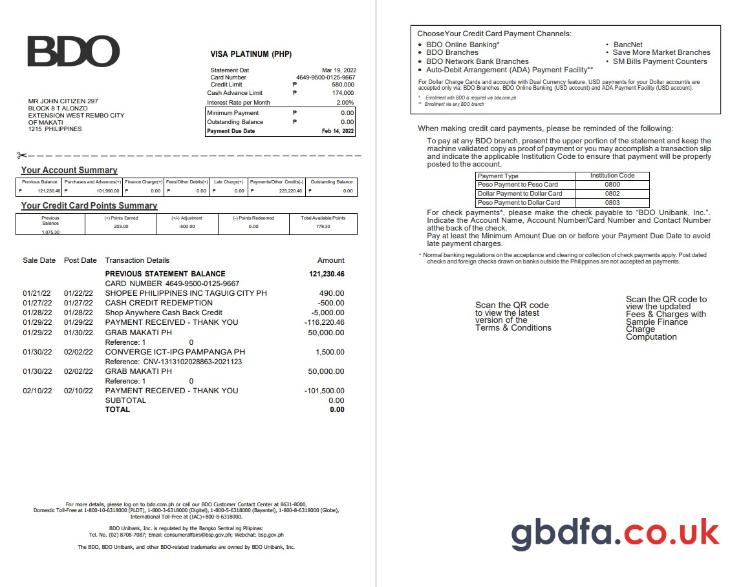 BDO
VISA PLATINUM (PHP)
Statement Dat Mar 19, 2022
Card Number 4649-9500-0125-9667
Credit Limit ₱ 580,000
Cash Advance Limit ₱ 174,000
Interest Rate per Month 2.00%
Minimum Payment ₱ 0.00
Outstanding Balance ₱ 0.00
Payment Due Date Feb 14, 2022
MR JOHN CITIZEN 297
BLOCK 8 T ALONZO
EXTENSION WEST REMBO CITY
OF MAKATI
1215 PHILIPPINES
Your Account Summary
Previous Balance Purchases and Advances(+) Finance Charge(+) Fees/Other Debits(+) Late Charge(+) Payments/Other Credits(-) Outstanding Balance
₱ 121,230.46 ₱ 101,990.00 ₱ 0.00 ₱ 0.00 ₱ 0.00 ₱ 223,220.46 ₱ 0.00
Your Credit Card Points Summary
Previous Balance (+) Points Earned (+/-) Adjustment (-) Points Redeemed Total Available Points
1,075.30 203.00 -500.00 0.00 778.30
Sale Date Post Date Transaction Details Amount
PREVIOUS STATEMENT BALANCE 121,230.46
CARD NUMBER 4649-9500-0125-9667
01/21/22 01/22/22 SHOPEE PHILIPPINES INC TAGUIG CITY PH 490.00
01/27/22 01/27/22 CASH CREDIT REDEMPTION -500.00
01/28/22 01/28/22 Shop Anywhere Cash Back Credit -5,000.00
01/29/22 01/29/22 PAYMENT RECEIVED - THANK YOU -116,220.46
01/29/22 01/29/22 GRAB MAKATI PH 50,000.00
Reference: 1 0
01/30/22 02/02/22 CONVERGE ICT-IPG PAMPANGA PH 1,500.00
Reference: CNV-1313102028863-2021123
01/30/22 02/02/22 GRAB MAKATI PH 50,000.00
Reference: 1 0
02/10/22 02/10/22 PAYMENT RECEIVED - THANK YOU -101,500.00
SUBTOTAL 0.00
TOTAL 0.00
For more details, please log on to bdo.com.ph or call our BDO Customer Contact Center at 8631-8000,
Domestic Toll-Free at 1-800-10-6318000 (PLDT), 1-800-3-6318000 (Digitel), 1-800-5-6318000 (Bayantel), 1-800-8-6318000 (Globe),
International Toll-Free at (IAC)+800-8-6318000.
BDO Unibank, Inc. is regulated by the Bangko Sentral ng Pilipinas:
Tel. No. (02) 8708-7087; Email: consumeraffairs@bsp.gov.ph; Webchat: bsp.gov.ph
The BDO, BDO Unibank, and other BDO-related trademarks are owned by BDO Unibank, Inc.
ChooseYour Credit Card Payment Channels:
• BDO Online Banking*
• BDO Branches
• BDO Network Bank Branches
• Auto-Debit Arrangement (ADA) Payment Facility**
• BancNet
• Save More Market Branches
• SM Bills Payment Counters
For Dollar Charge Cards and accounts with Dual Currency feature, USD payments for your Dollar account/s are
accepted only via: BDO Branches, BDO Online Banking (USD account) and ADA Payment Facility (USD account).
* Enrollment with BDO is required via bdo.com.ph
** Enrollment via any BDO branch
When making credit card payments, please be reminded of the following:
To pay at any BDO branch, present the upper portion of the statement and keep the
machine validated copy as proof of payment or you may accomplish a transaction slip
and indicate the applicable Institution Code to ensure that payment will be properly
posted to the account.
Payment Type Institution Code
Peso Payment to Peso Card 0800
Dollar Payment to Dollar Card 0802
Peso Payment to Dollar Card 0803
For check payments*, please make the check payable to "BDO Unibank, Inc.".
Indicate the Account Name, Account Number/Card Number and Contact Number
atthe back of the check.
Pay at least the Minimum Amount Due on or before your Payment Due Date to avoid
late payment charges.
* Normal banking regulations on the acceptance and clearing or collection of check payments apply. Post dated
checks and foreign checks drawn on banks outside the Philippines are not accepted as payments.
Scan the QR code
to view the latest
version of the
Terms & Conditions
Scan the QR code to
view the updated
Fees & Charges with
Sample Finance
Charge
Computation
gbdfa.co.uk